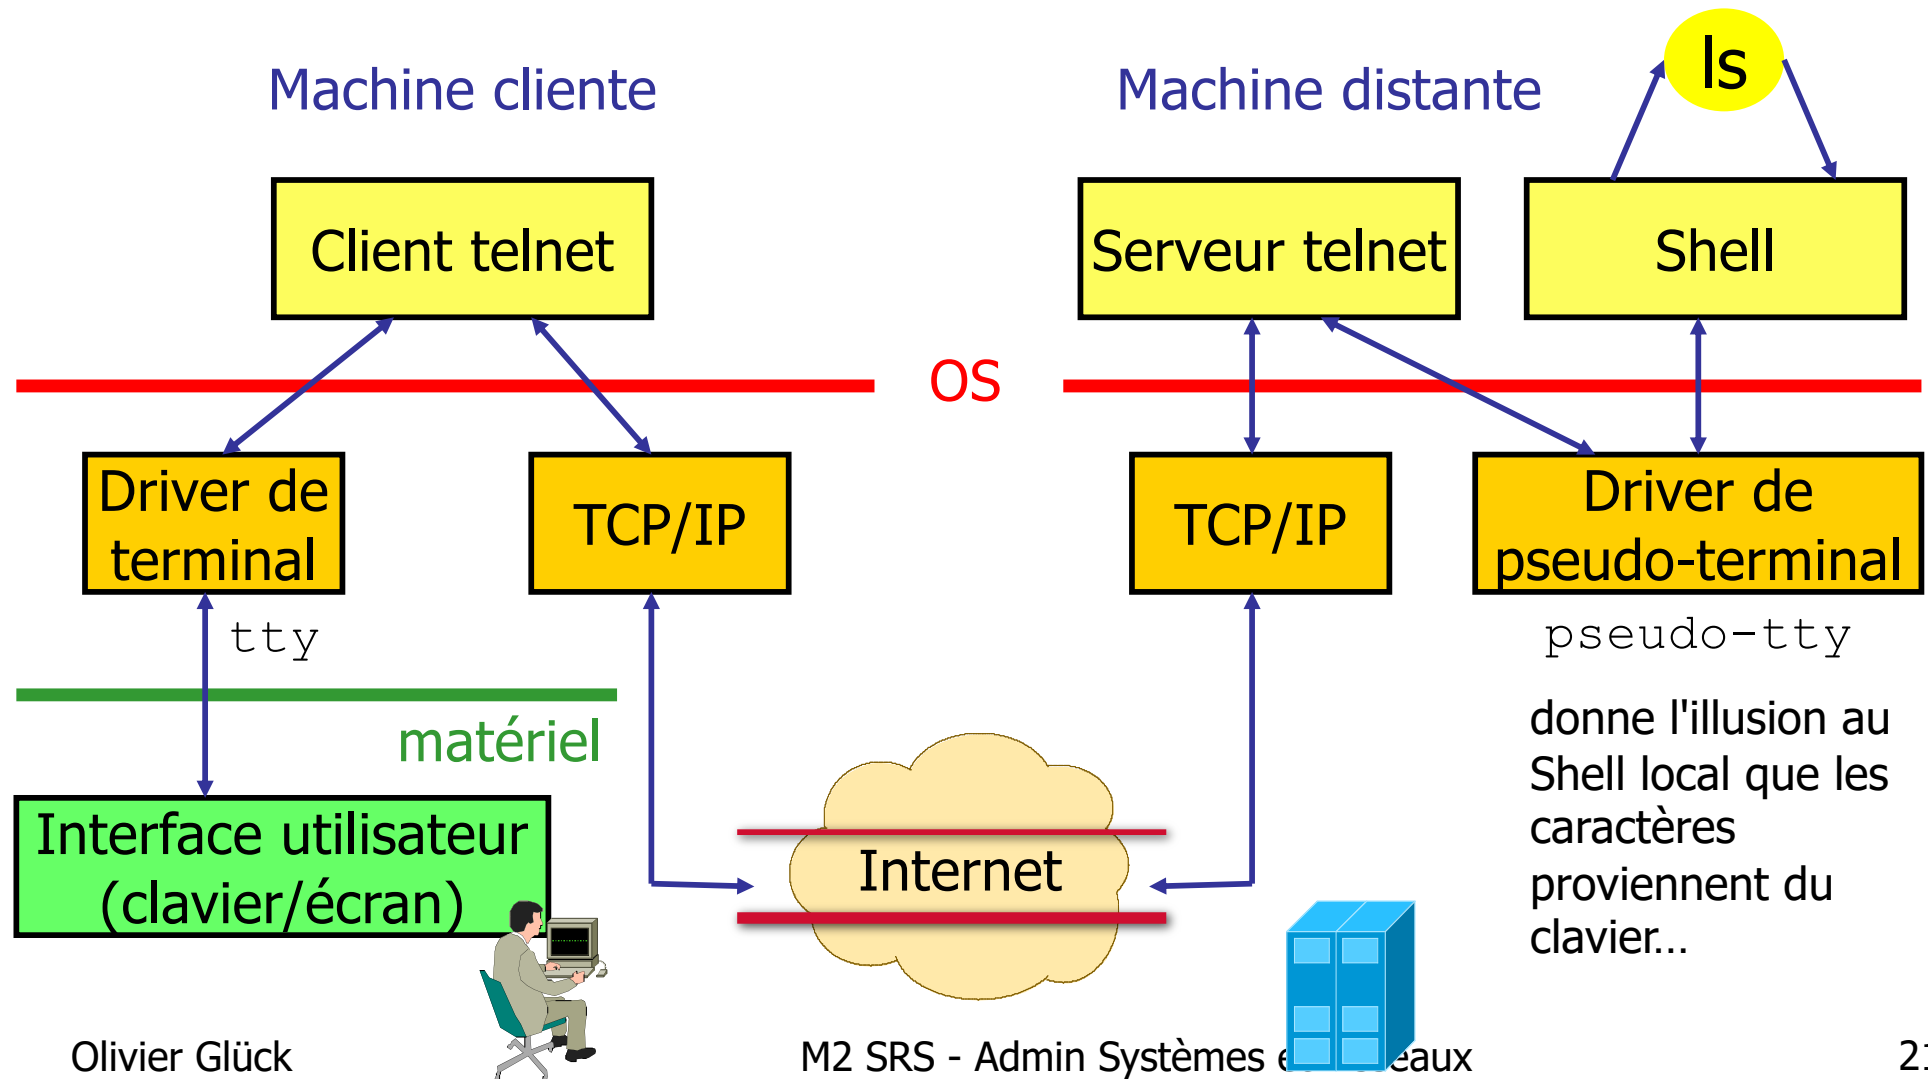 Machine cliente
Machine distante
ls
Client telnet
Serveur telnet
Shell
OS
Driver de
terminal
TCP/IP
TCP/IP
Driver de
pseudo-terminal
tty
pseudo-tty
matériel
donne l'illusion au
Shell local que les
caractères
proviennent du
clavier...
Interface utilisateur
(clavier/écran)
Internet
Olivier Glück
M2 SRS - Admin Systèmes